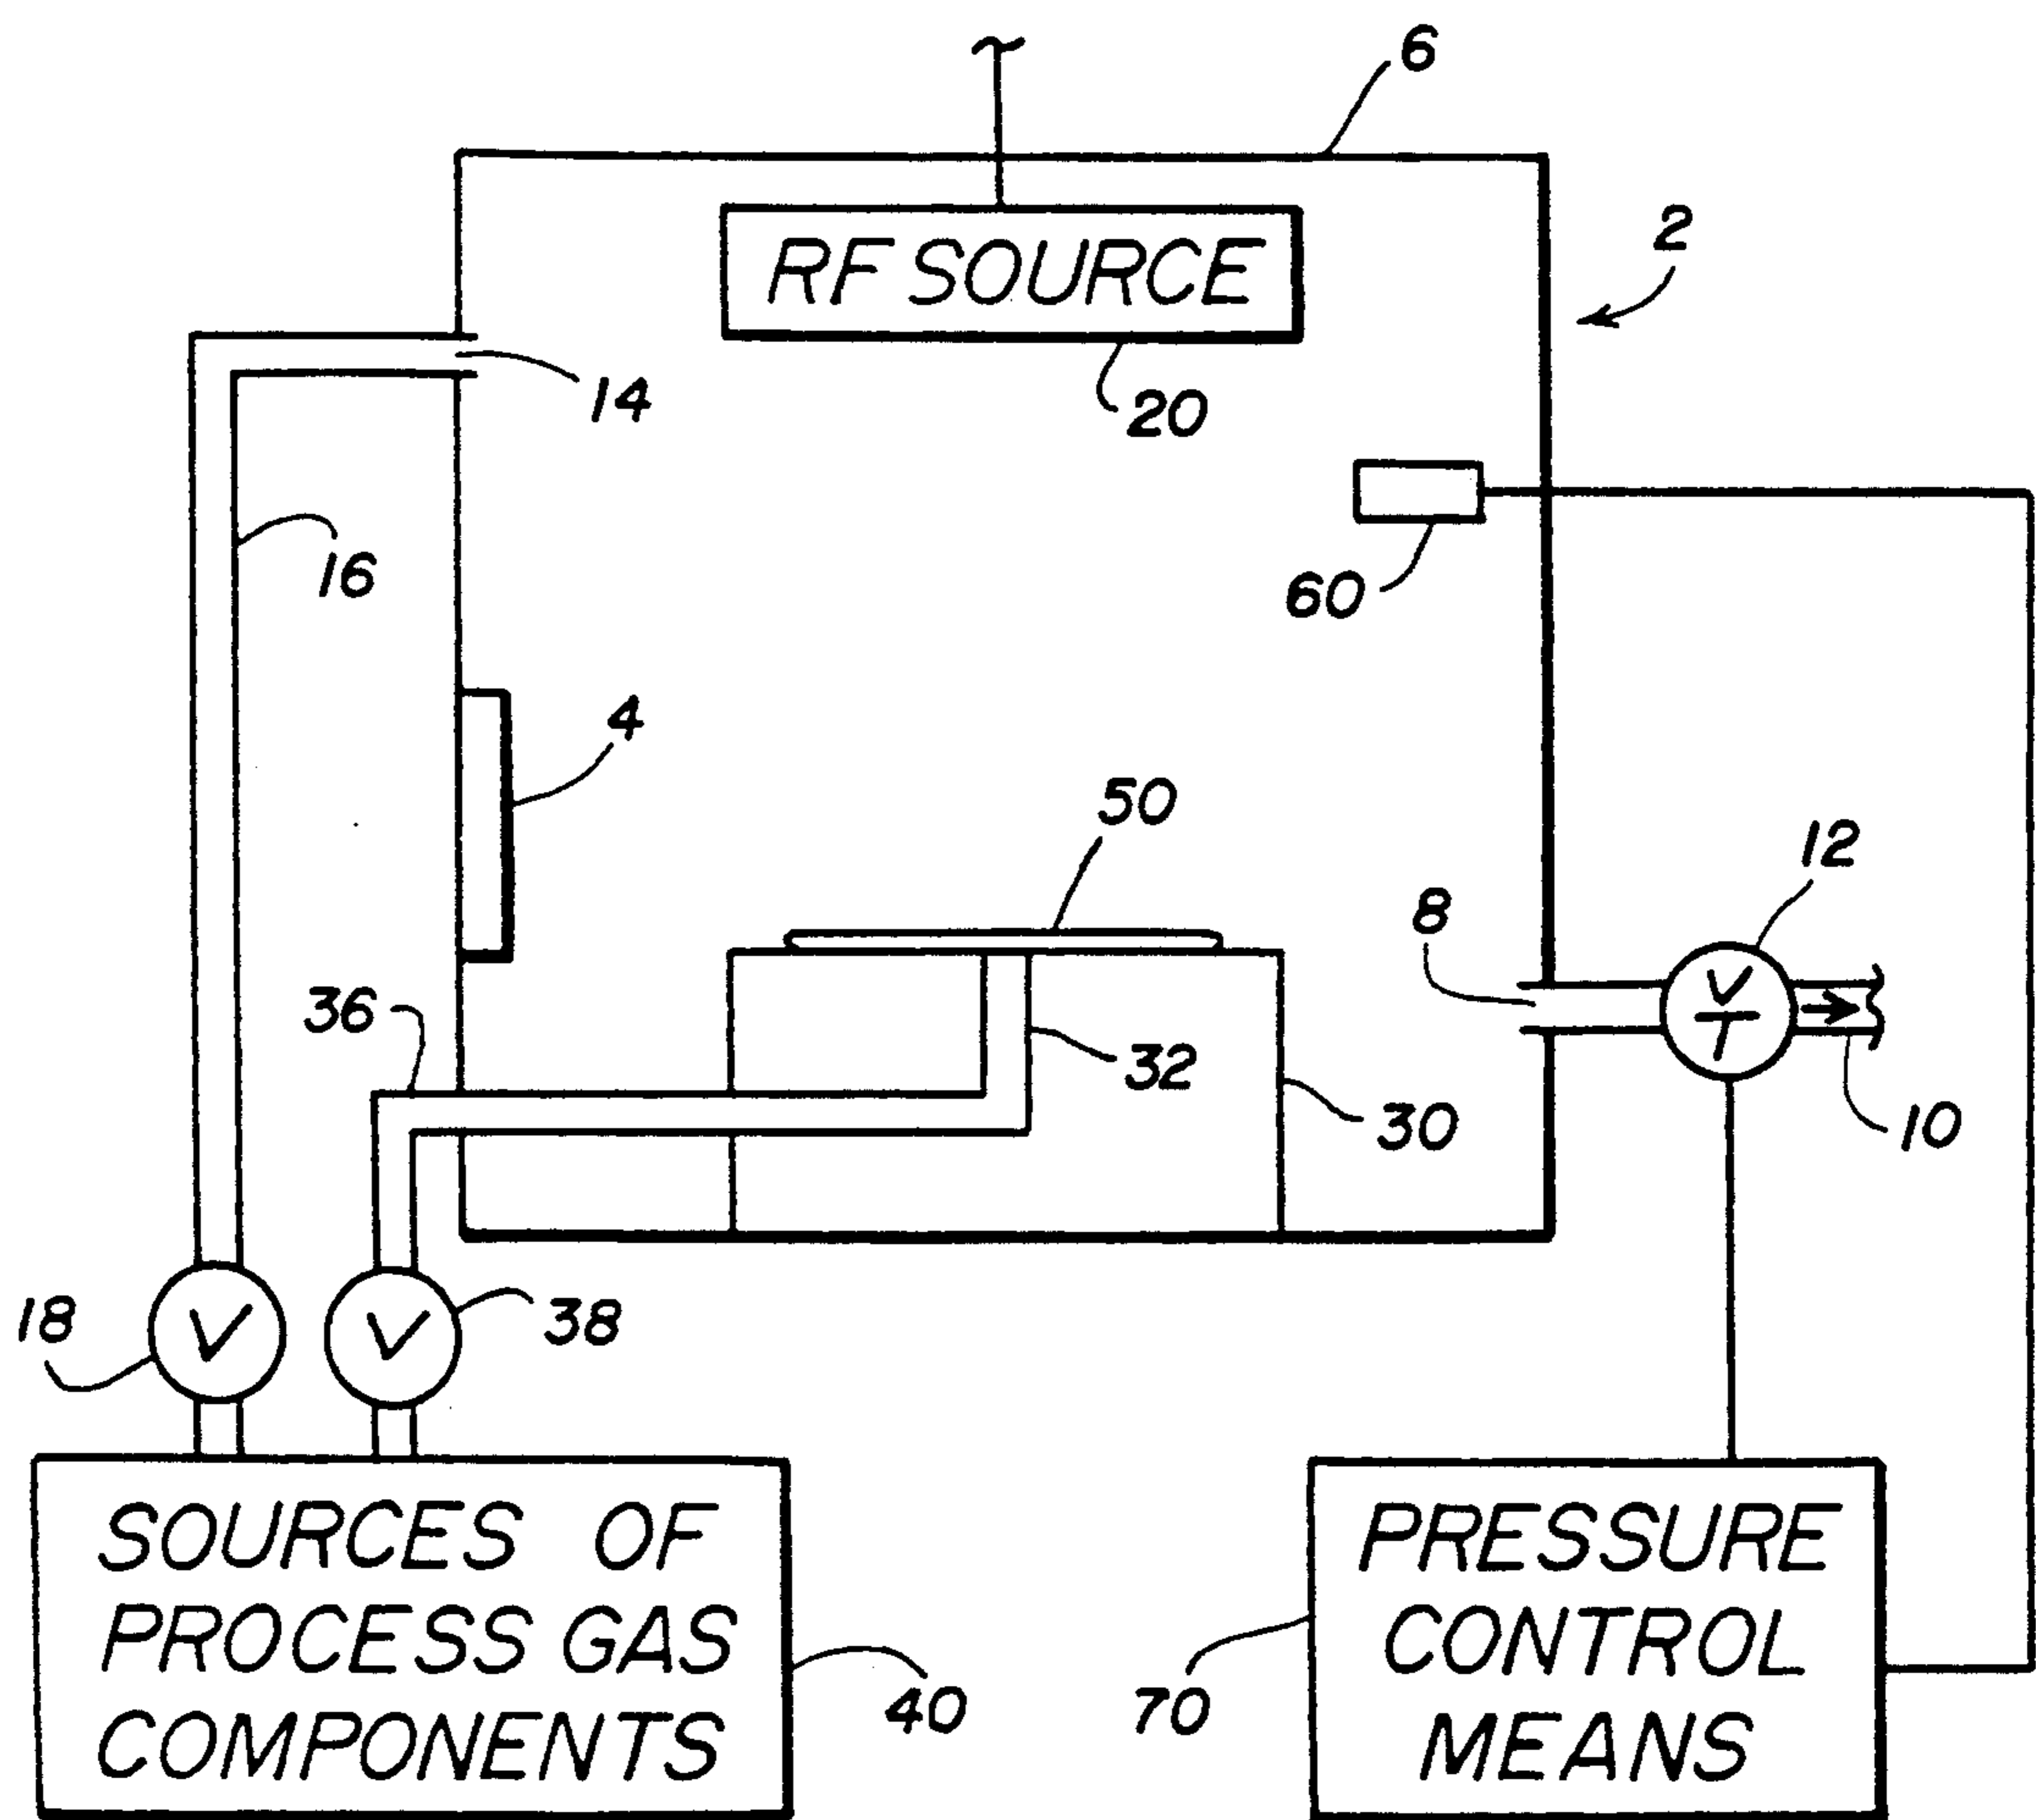 6
2
RF SOURCE
14
20
16
60
4
50
12
8
36
32
30
10
V
T
18
V
V
38
SOURCES OF
PROCESS GAS
COMPONENTS
40
70
PRESSURE
CONTROL
MEANS